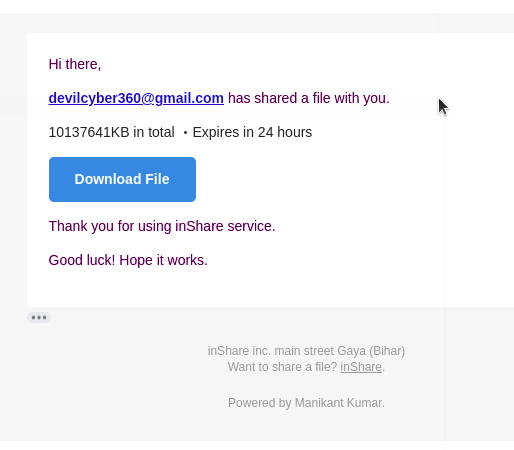 Hi there,
devilcyber360@gmail.com has shared a file with you.
10137641KB in total · Expires in 24 hours
Download File
Thank you for using inShare service.
Good luck! Hope it works.
inShare inc. main street Gaya (Bihar)
Want to share a file? inShare.
Powered by Manikant Kumar.